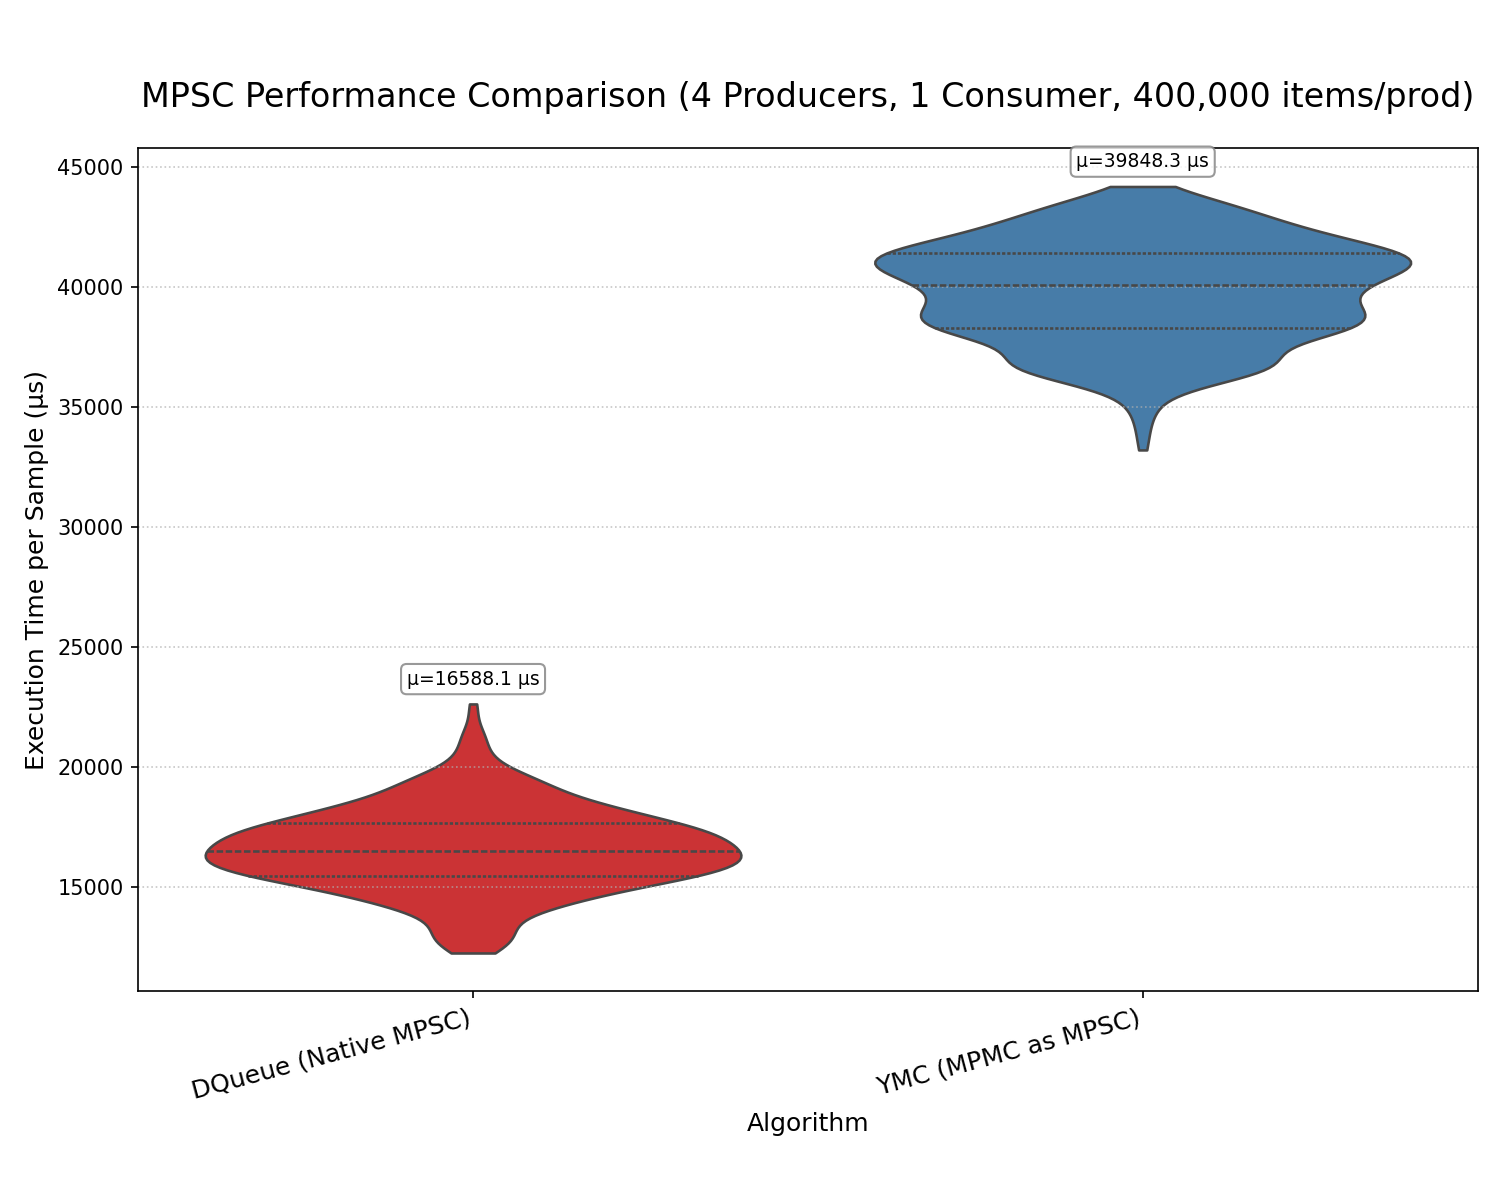 MPSC Performance Comparison (4 Producers, 1 Consumer, 400,000 items/prod)
45000
40000
35000
30000
25000
20000
15000
Execution Time per Sample (µs)
µ=39848.3 µs
µ=16588.1 µs
DQueue (Native MPSC)
YMC (MPMC as MPSC)
Algorithm